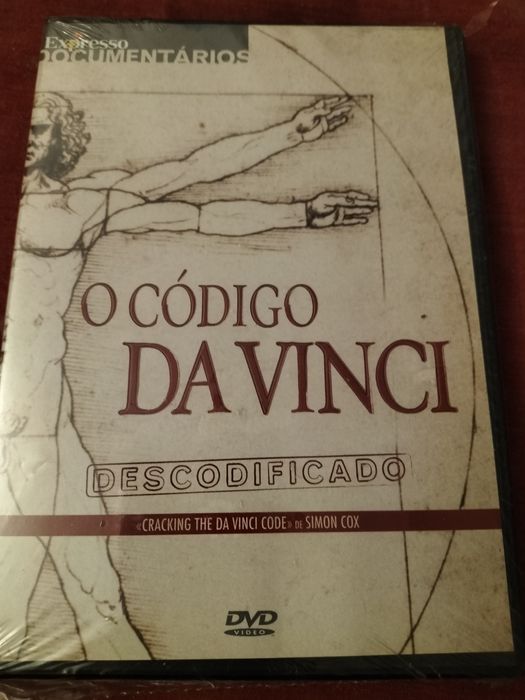 Expresso
DOCUMENTÁRIOS
O CÓDIGO
DA VINCI
DESCODIFICADO
«CRACKING THE DA VINCI CODE» DE SIMON COX
DVD
VIDEO